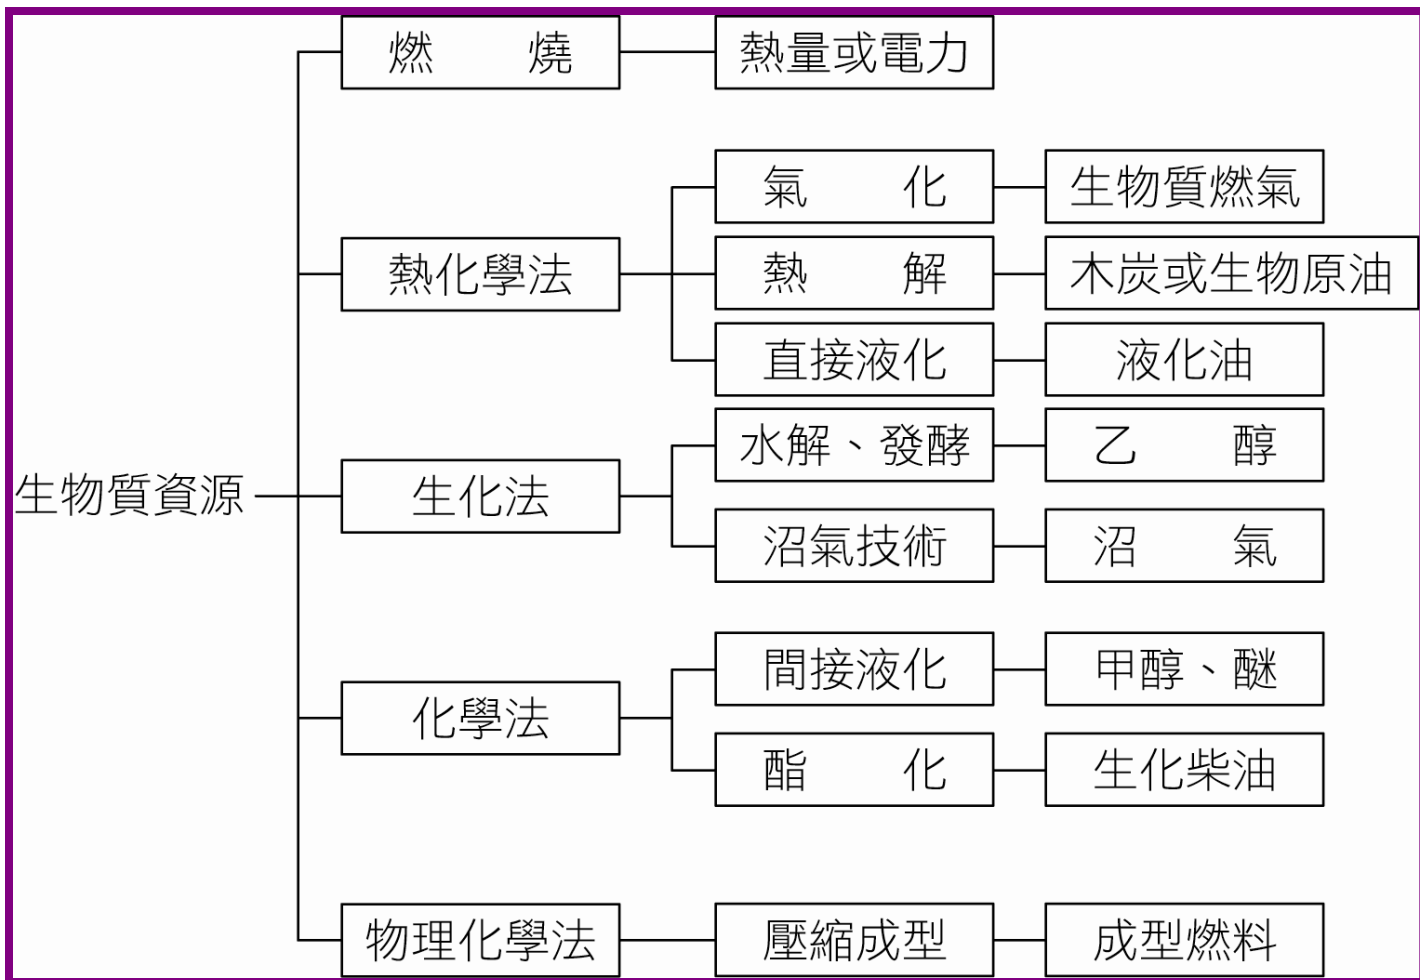 燃燒 熱量或電力
氣化 生物質燃氣
熱化學法 熱解 木炭或生物原油
直接液化 液化油
水解、發酵 乙醇
生物質資源 生化法
沼氣技術 沼氣
間接液化 甲醇、醚
化學法
酯化 生化柴油
物理化學法 壓縮成型 成型燃料